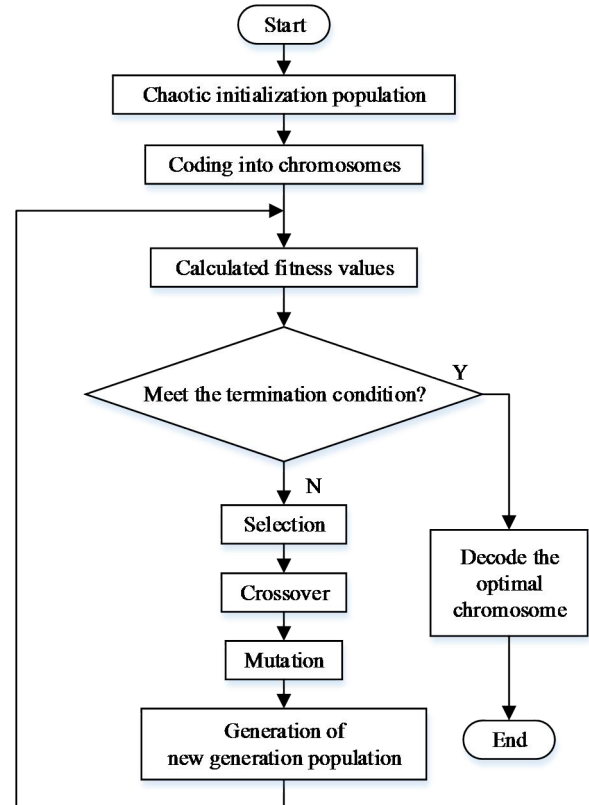 Start
Chaotic initialization population
Coding into chromosomes
Calculated fitness values
Meet the termination condition?
Y
N
Selection
Crossover
Mutation
Generation of
new generation population
Decode the
optimal
chromosome
End